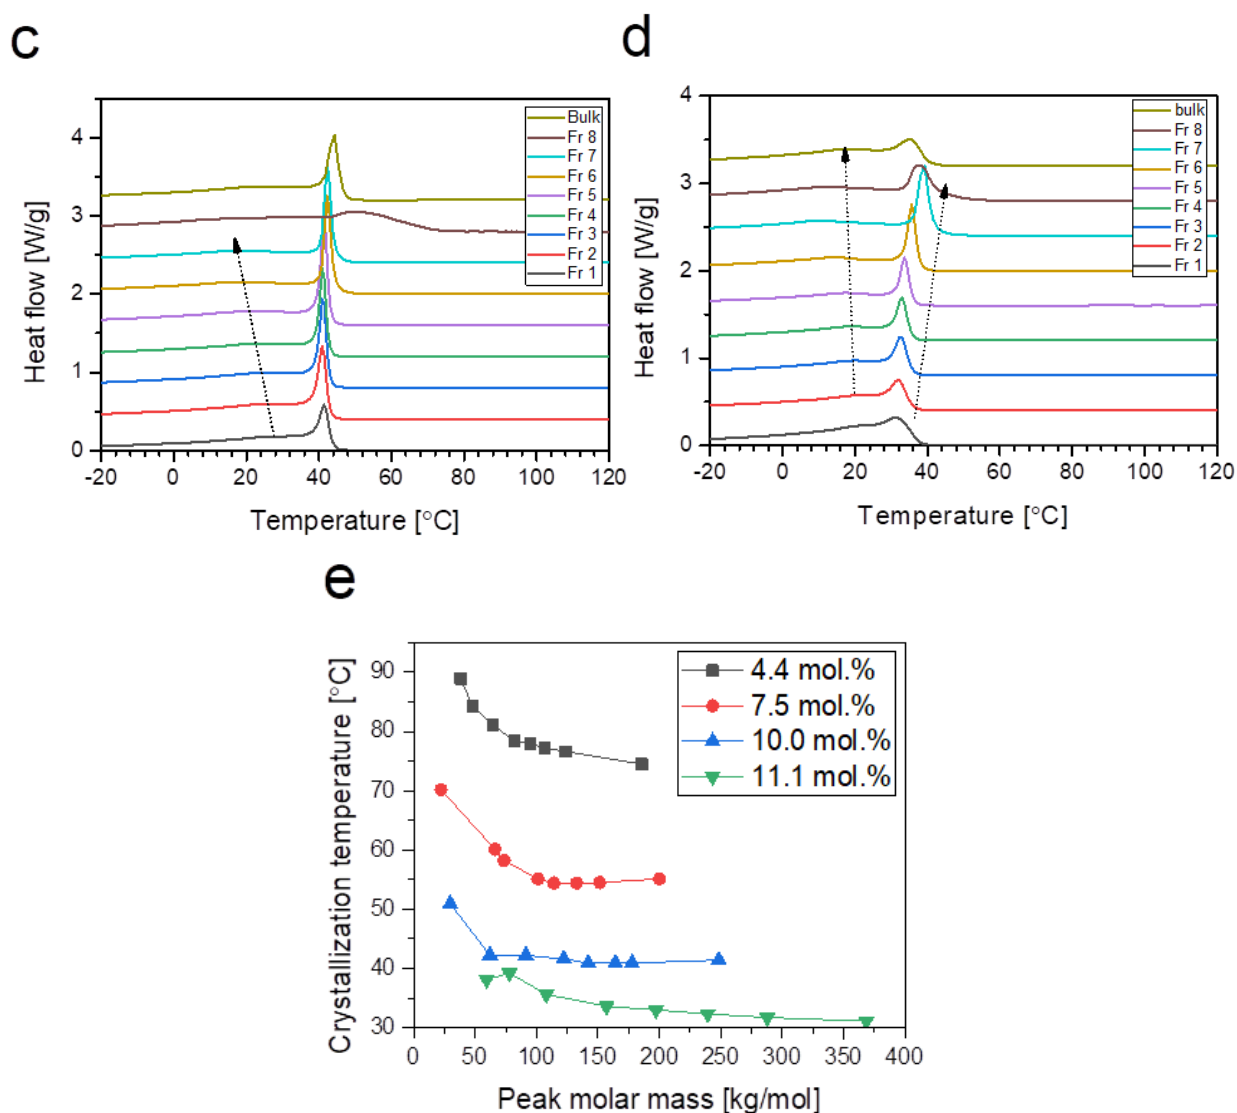 c
Heat flow [W/g]
4
3
2
1
0
-20 0 20 40 60 80 100 120
Temperature [°C]
Bulk
Fr 8
Fr 7
Fr 6
Fr 5
Fr 4
Fr 3
Fr 2
Fr 1
d
Heat flow [W/g]
4
3
2
1
0
-20 0 20 40 60 80 100 120
Temperature [°C]
bulk
Fr 8
Fr 7
Fr 6
Fr 5
Fr 4
Fr 3
Fr 2
Fr 1
e
Crystallization temperature [°C]
90
80
70
60
50
40
30
0 50 100 150 200 250 300 350 400
Peak molar mass [kg/mol]
4.4 mol.%
7.5 mol.%
10.0 mol.%
11.1 mol.%